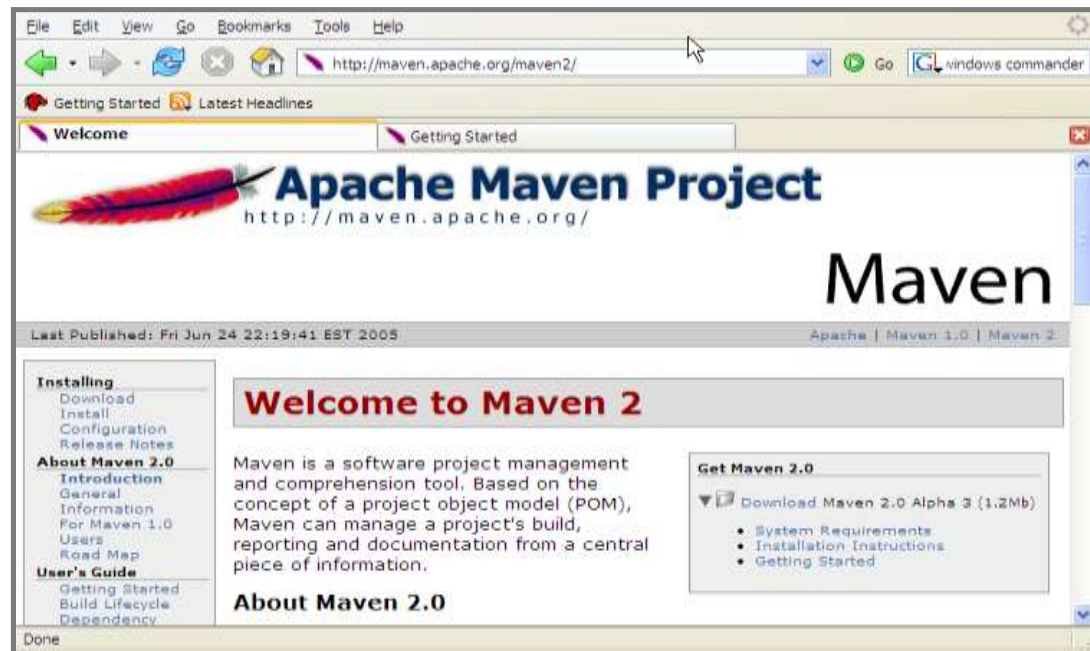 File Edit View Go Bookmarks Tools Help
http://maven.apache.org/maven2/ Go G windows commander
Getting Started Latest Headlines
Welcome Getting Started
Apache Maven Project
http://maven.apache.org/
Maven
Last Published: Fri Jun 24 22:19:41 EST 2005 Apache | Maven 1.0 | Maven 2
Installing
Download
Install
Configuration
Release Notes
About Maven 2.0
Introduction
General
Information
For Maven 1.0
Users
Road Map
User's Guide
Getting Started
Build Lifecycle
Dependency
Welcome to Maven 2
Maven is a software project management
and comprehension tool. Based on the
concept of a project object model (POM),
Maven can manage a project's build,
reporting and documentation from a central
piece of information.
About Maven 2.0
Get Maven 2.0
Download Maven 2.0 Alpha 3 (1.2Mb)
System Requirements
Installation Instructions
Getting Started
Done